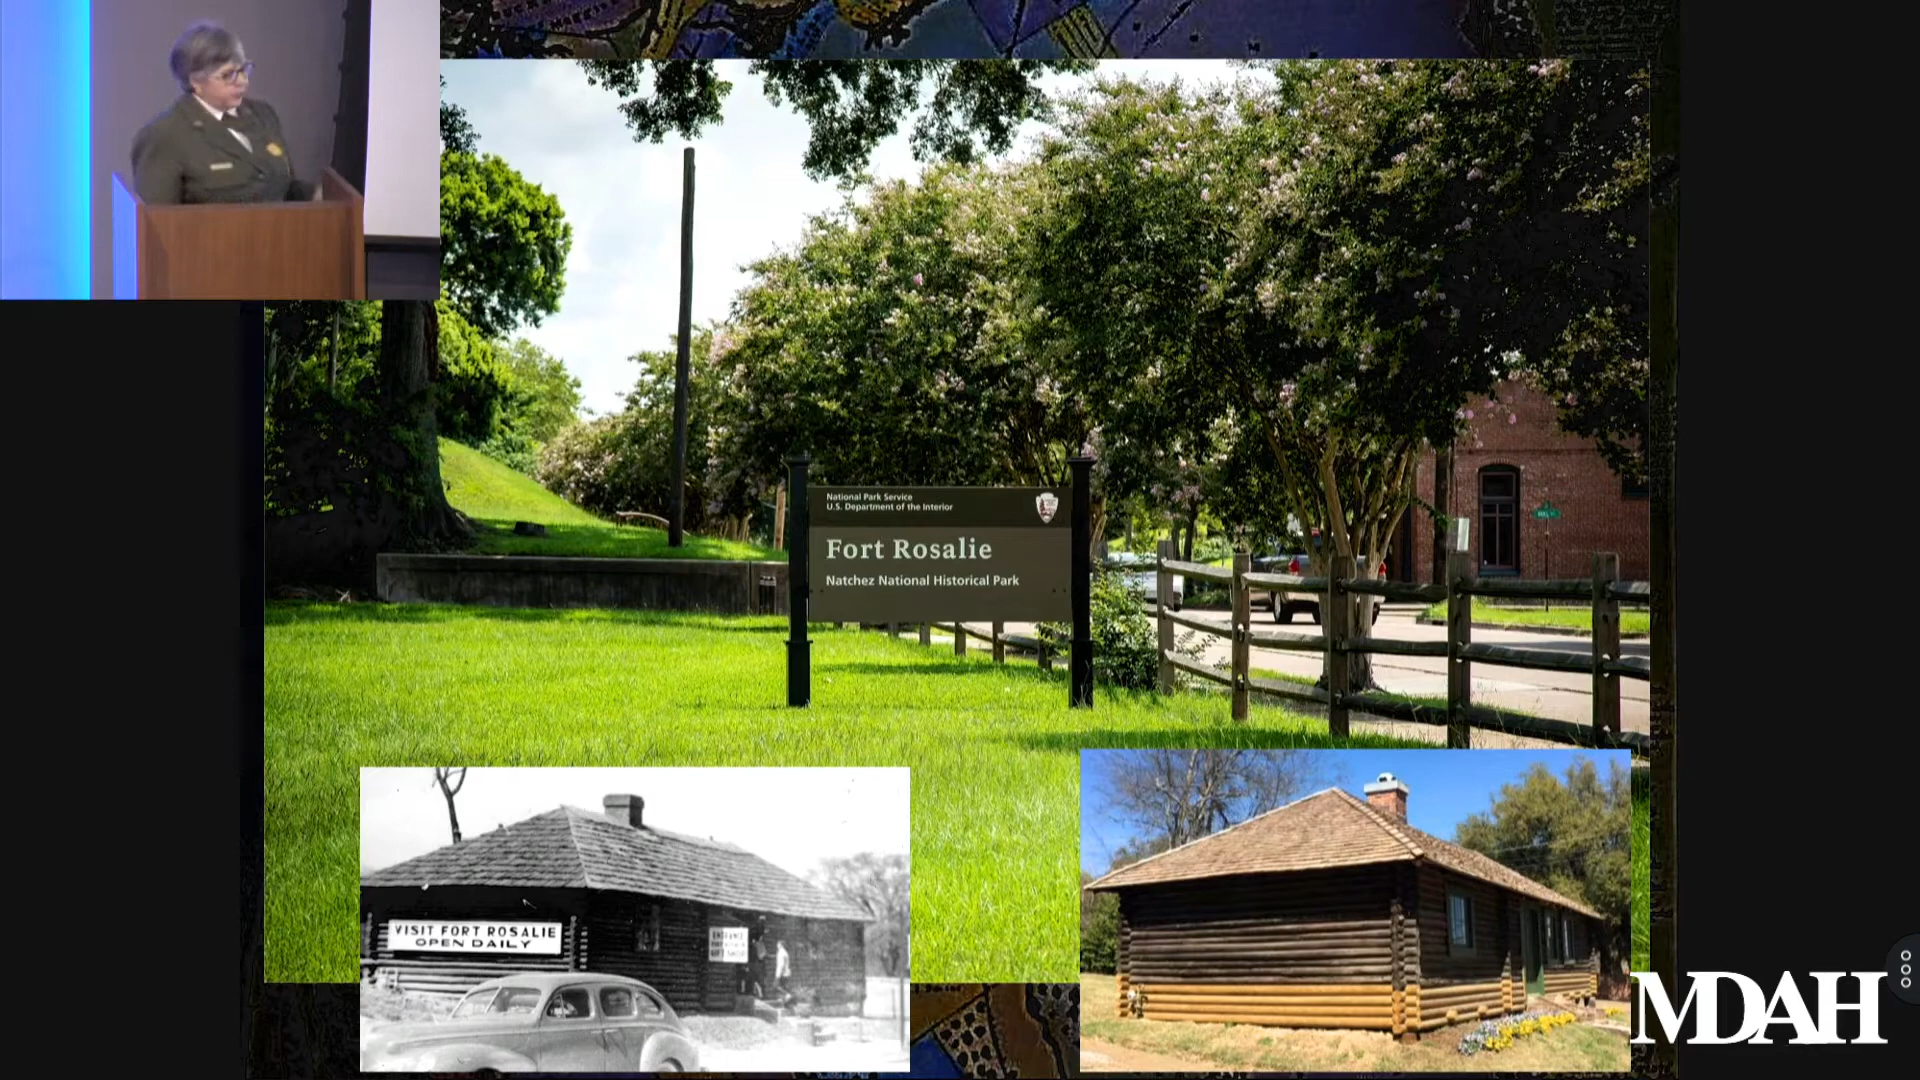 National Park Service
U.S. Department of the Interior
Fort Rosalie
Natchez National Historical Park
VISIT FORT ROSALIE
OPEN DAILY
ENTRANCE
MDAH